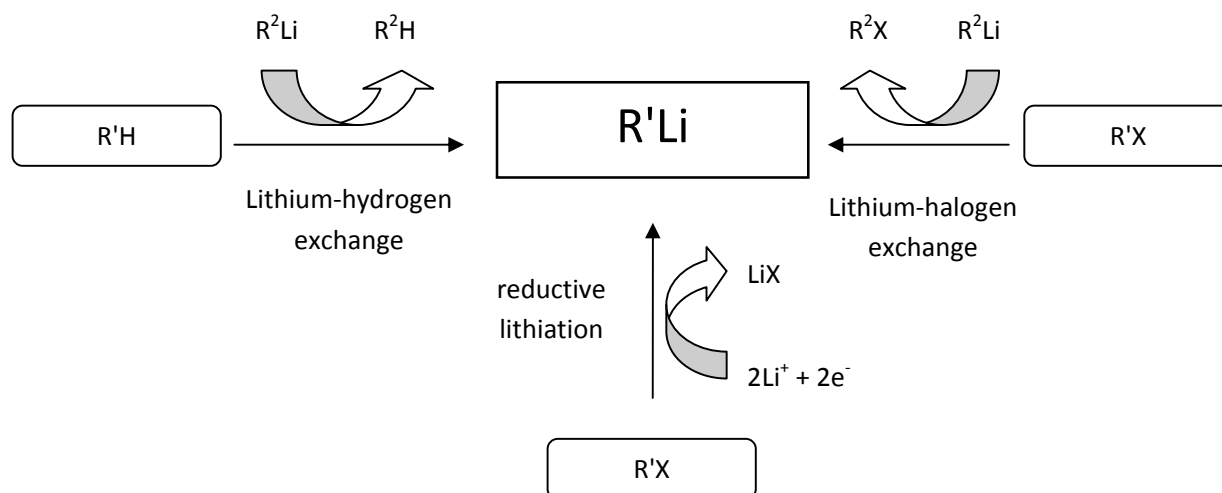 R²Li R²H
R²X R²Li
R'H
R'Li
R'X
Lithium-hydrogen
exchange
Lithium-halogen
exchange
reductive
lithiation
LiX
2Li⁺ + 2e⁻
R'X